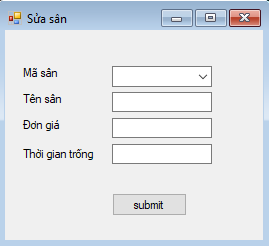 Sửa sân
Mã sân
Tên sân
Đơn giá
Thời gian trống
submit